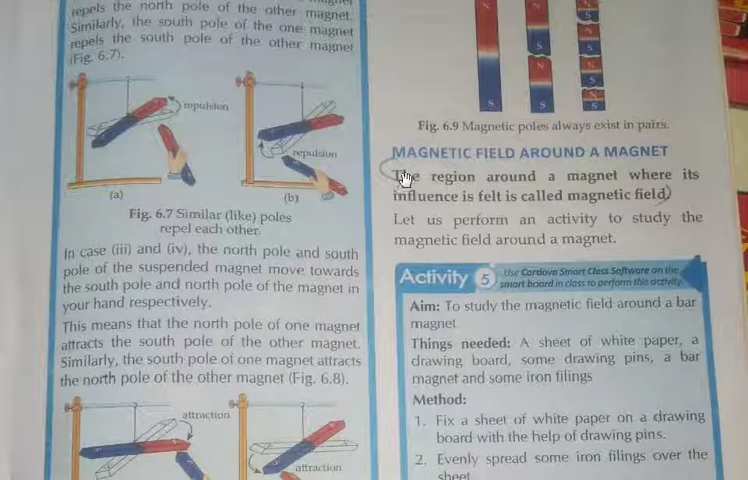 repels the north pole of the other magnet.
Similarly, the south pole of the one magnet
repels the south pole of the other magnet
(Fig. 6.7).
repulsion
repulsion
(a)
(b)
Fig. 6.7 Similar (like) poles
repel each other.
In case (iii) and (iv), the north pole and south
pole of the suspended magnet move towards
the south pole and north pole of the magnet in
your hand respectively.
This means that the north pole of one magnet
attracts the south pole of the other magnet.
Similarly, the south pole of one magnet attracts
the north pole of the other magnet (Fig. 6.8).
attraction
attraction
N N N
S
S N
N S
N
S S S
Fig. 6.9 Magnetic poles always exist in pairs.
MAGNETIC FIELD AROUND A MAGNET
The region around a magnet where its
influence is felt is called magnetic field)
Let us perform an activity to study the
magnetic field around a magnet.
Activity 5 Use Cordova Smart Class Software on the
smart board in class to perform this activity.
Aim: To study the magnetic field around a bar
magnet
Things needed: A sheet of white paper, a
drawing board, some drawing pins, a bar
magnet and some iron filings
Method:
1. Fix a sheet of white paper on a drawing
board with the help of drawing pins.
2. Evenly spread some iron filings over the
sheet